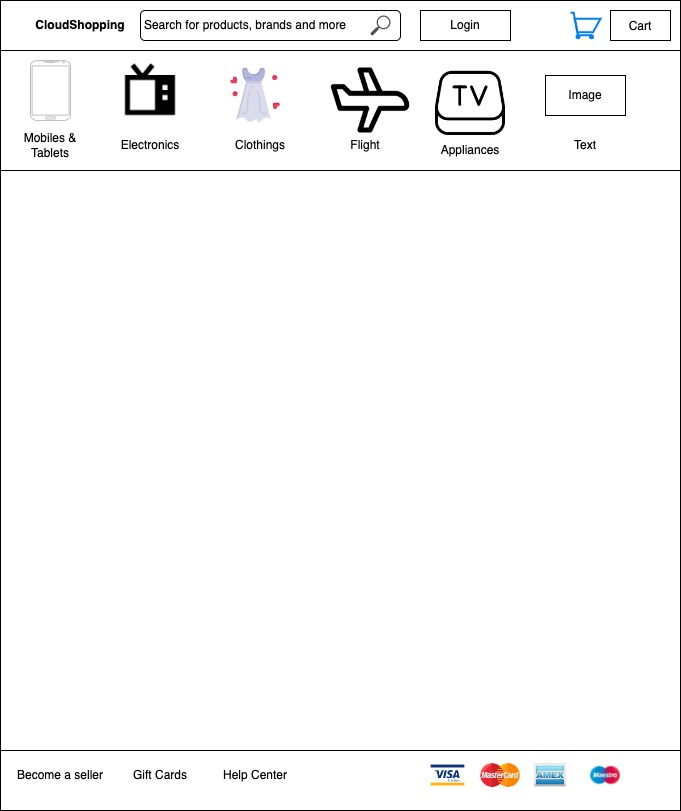 CloudShopping
Search for products, brands and more
Login
Cart
TV
Mobiles &
Tablets
Electronics
Clothings
Flight
Appliances
Image
Text
Become a seller
Gift Cards
Help Center
VISA
MasterCard
AMEX
Maestro